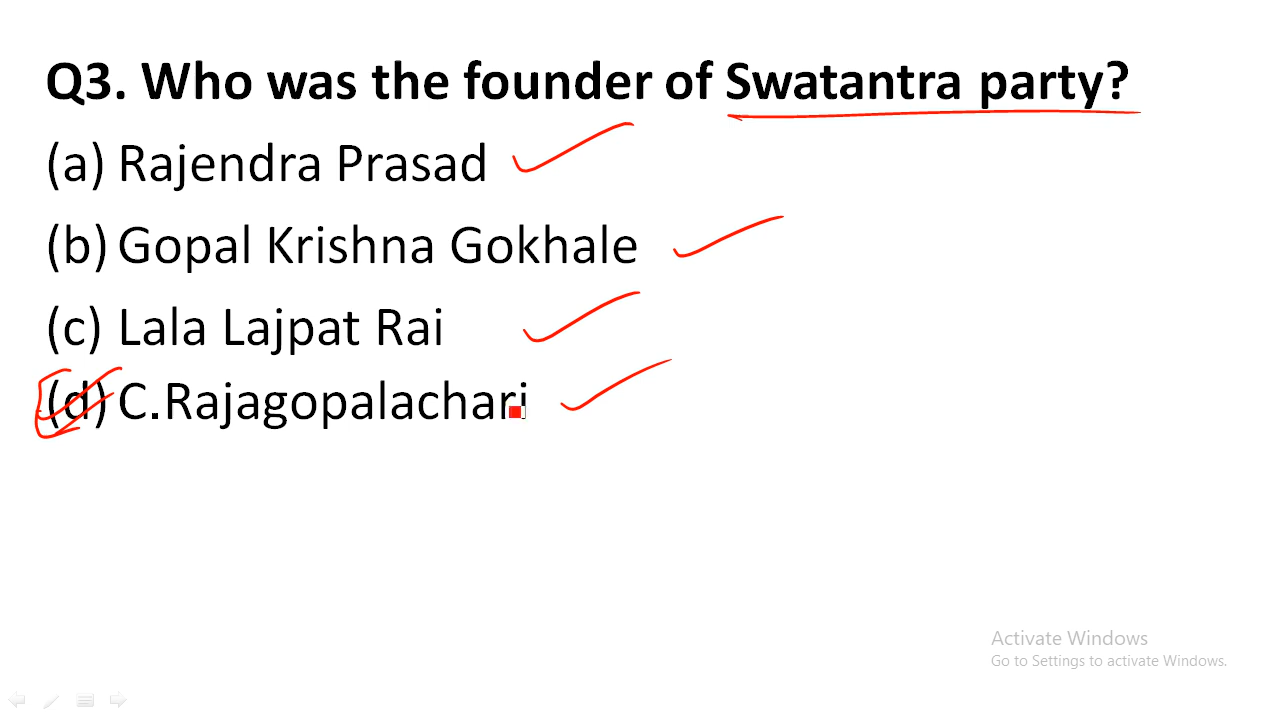 Q3. Who was the founder of Swatantra party?
(a) Rajendra Prasad
(b) Gopal Krishna Gokhale
(c) Lala Lajpat Rai
(d) C.Rajagopalachari
Activate Windows
Go to Settings to activate Windows.